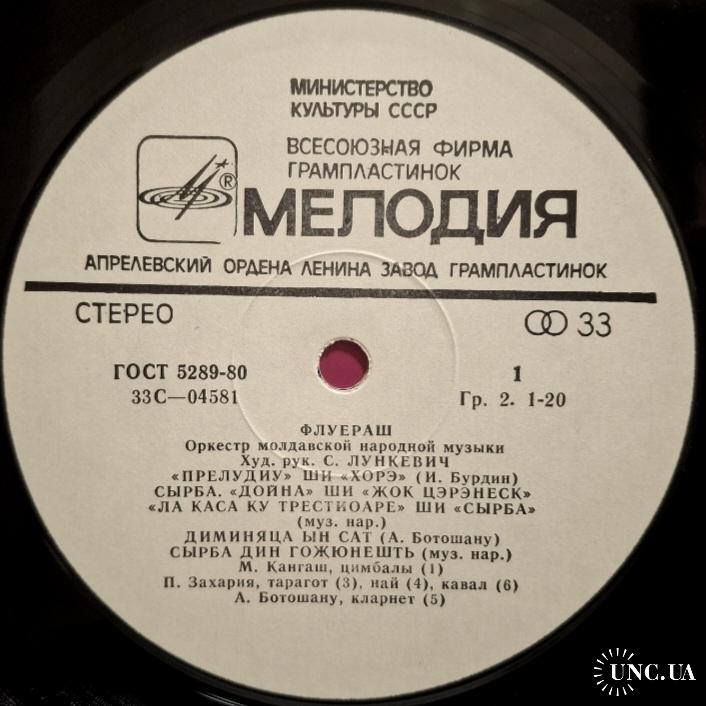 МИНИСТЕРСТВО
КУЛЬТУРЫ СССР
ВСЕСОЮЗНАЯ ФИРМА
ГРАМПЛАСТИНОК
®
МЕЛОДИЯ
АПРЕЛЕВСКИЙ ОРДЕНА ЛЕНИНА ЗАВОД ГРАМПЛАСТИНОК
СТЕРЕО
33
ГОСТ 5289-80
1
33С—04581
Гр. 2. 1-20
ФЛУЕРАШ
Оркестр молдавской народной музыки
Худ. рук. С. ЛУНКЕВИЧ
«ПРЕЛУДИУ» ШИ «ХОРЭ» (И. Бурдин)
СЫРБА. «ДОЙНА» ШИ «ЖОК ЦЭРЭНЕСК»
«ЛА КАСА КУ ТРЕСТИОАРЕ» ШИ «СЫРБА»
(муз. нар.)
ДИМИНЯЦА ЫН САТ (А. Ботошану)
СЫРБА ДИН ГОЖЮНЕШТЬ (муз. нар.)
М. Кангаш, цимбалы (1)
П. Захария, тарагот (3), най (4), кавал (6)
А. Ботошану, кларнет (5)
UNC.UA